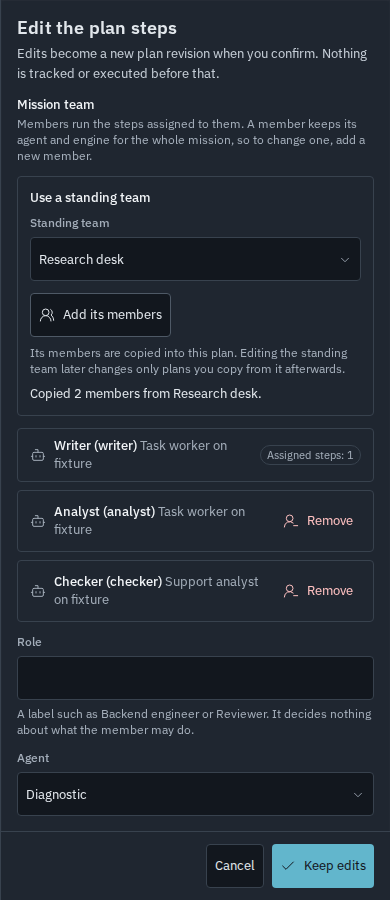 Edit the plan steps
Edits become a new plan revision when you confirm. Nothing
is tracked or executed before that.
Mission team
Members run the steps assigned to them. A member keeps its
agent and engine for the whole mission, so to change one, add a
new member.
Use a standing team
Standing team
Research desk
Add its members
Its members are copied into this plan. Editing the standing
team later changes only plans you copy from it afterwards.
Copied 2 members from Research desk.
Writer (writer) Task worker on
fixture
Assigned steps: 1
Analyst (analyst) Task worker on
fixture
Remove
Checker (checker) Support analyst
on fixture
Remove
Role
A label such as Backend engineer or Reviewer. It decides nothing
about what the member may do.
Agent
Diagnostic
Cancel
Keep edits